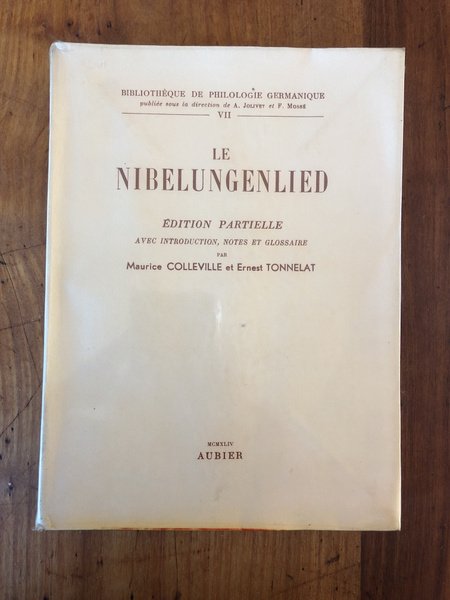 BIBLIOTHÈQUE DE PHILOLOGIE GERMANIQUE
publiée sous la direction de A. JOLIVET et F. MOSSÉ
VII
LE
NIBELUNGENLIED
ÉDITION PARTIELLE
AVEC INTRODUCTION, NOTES ET GLOSSAIRE
PAR
Maurice COLLEVILLE et Ernest TONNELAT
MCMXLIV
AUBIER